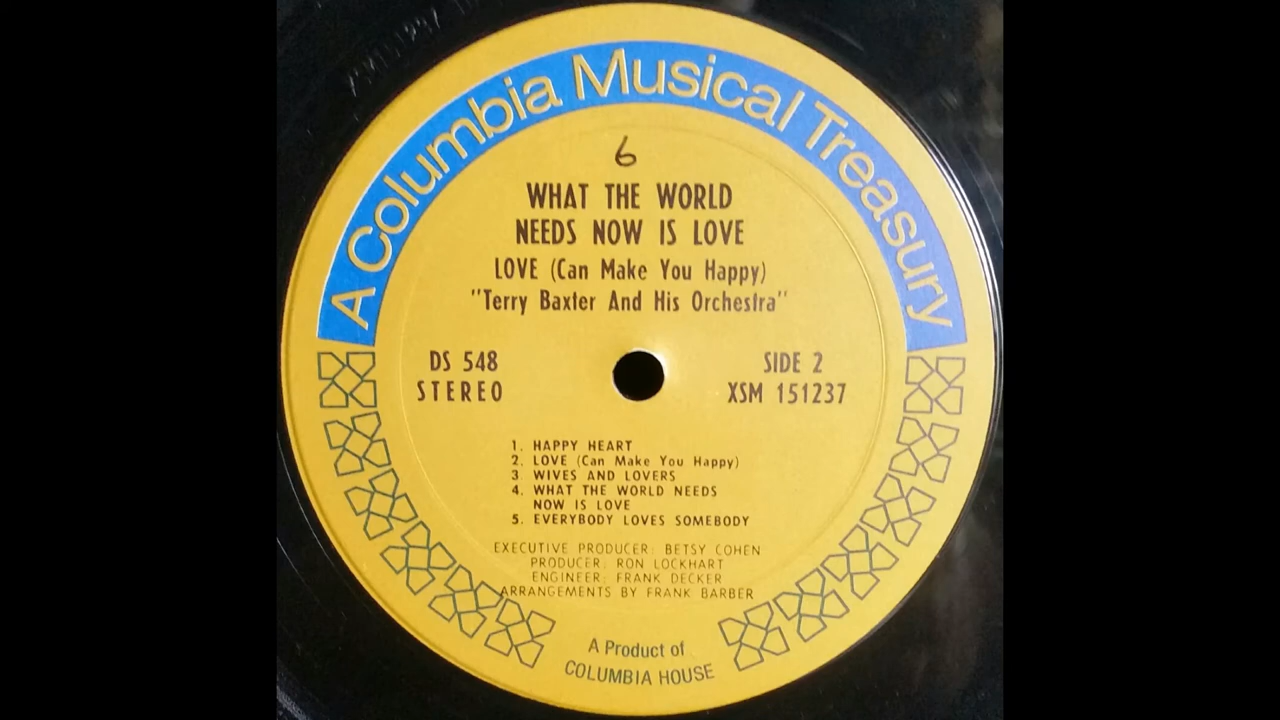 A Columbia Musical Treasury
6
WHAT THE WORLD
NEEDS NOW IS LOVE
LOVE (Can Make You Happy)
"Terry Baxter And His Orchestra"
DS 548
STEREO
SIDE 2
XSM 151237
1. HAPPY HEART
2. LOVE (Can Make You Happy)
3. WIVES AND LOVERS
4. WHAT THE WORLD NEEDS
NOW IS LOVE
5. EVERYBODY LOVES SOMEBODY
EXECUTIVE PRODUCER: BETSY COHEN
PRODUCER: RON LOCKHART
ENGINEER: FRANK DECKER
ARRANGEMENTS BY FRANK BARBER
A Product of
COLUMBIA HOUSE